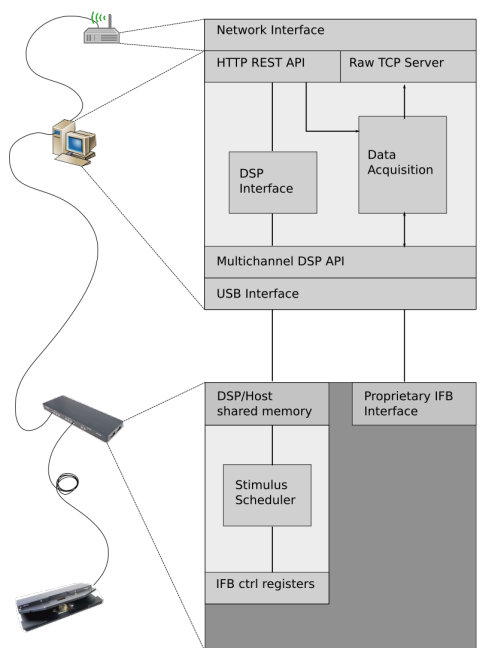 Network Interface
HTTP REST API
Raw TCP Server
DSP
Interface
Data
Acquisition
Multichannel DSP API
USB Interface
DSP/Host
shared memory
Proprietary IFB
Interface
Stimulus
Scheduler
IFB ctrl registers